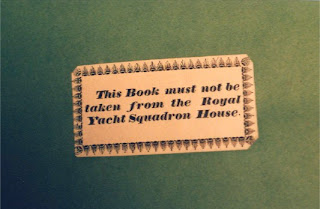 This Book must not be
taken from the Royal
Yacht Squadron House.